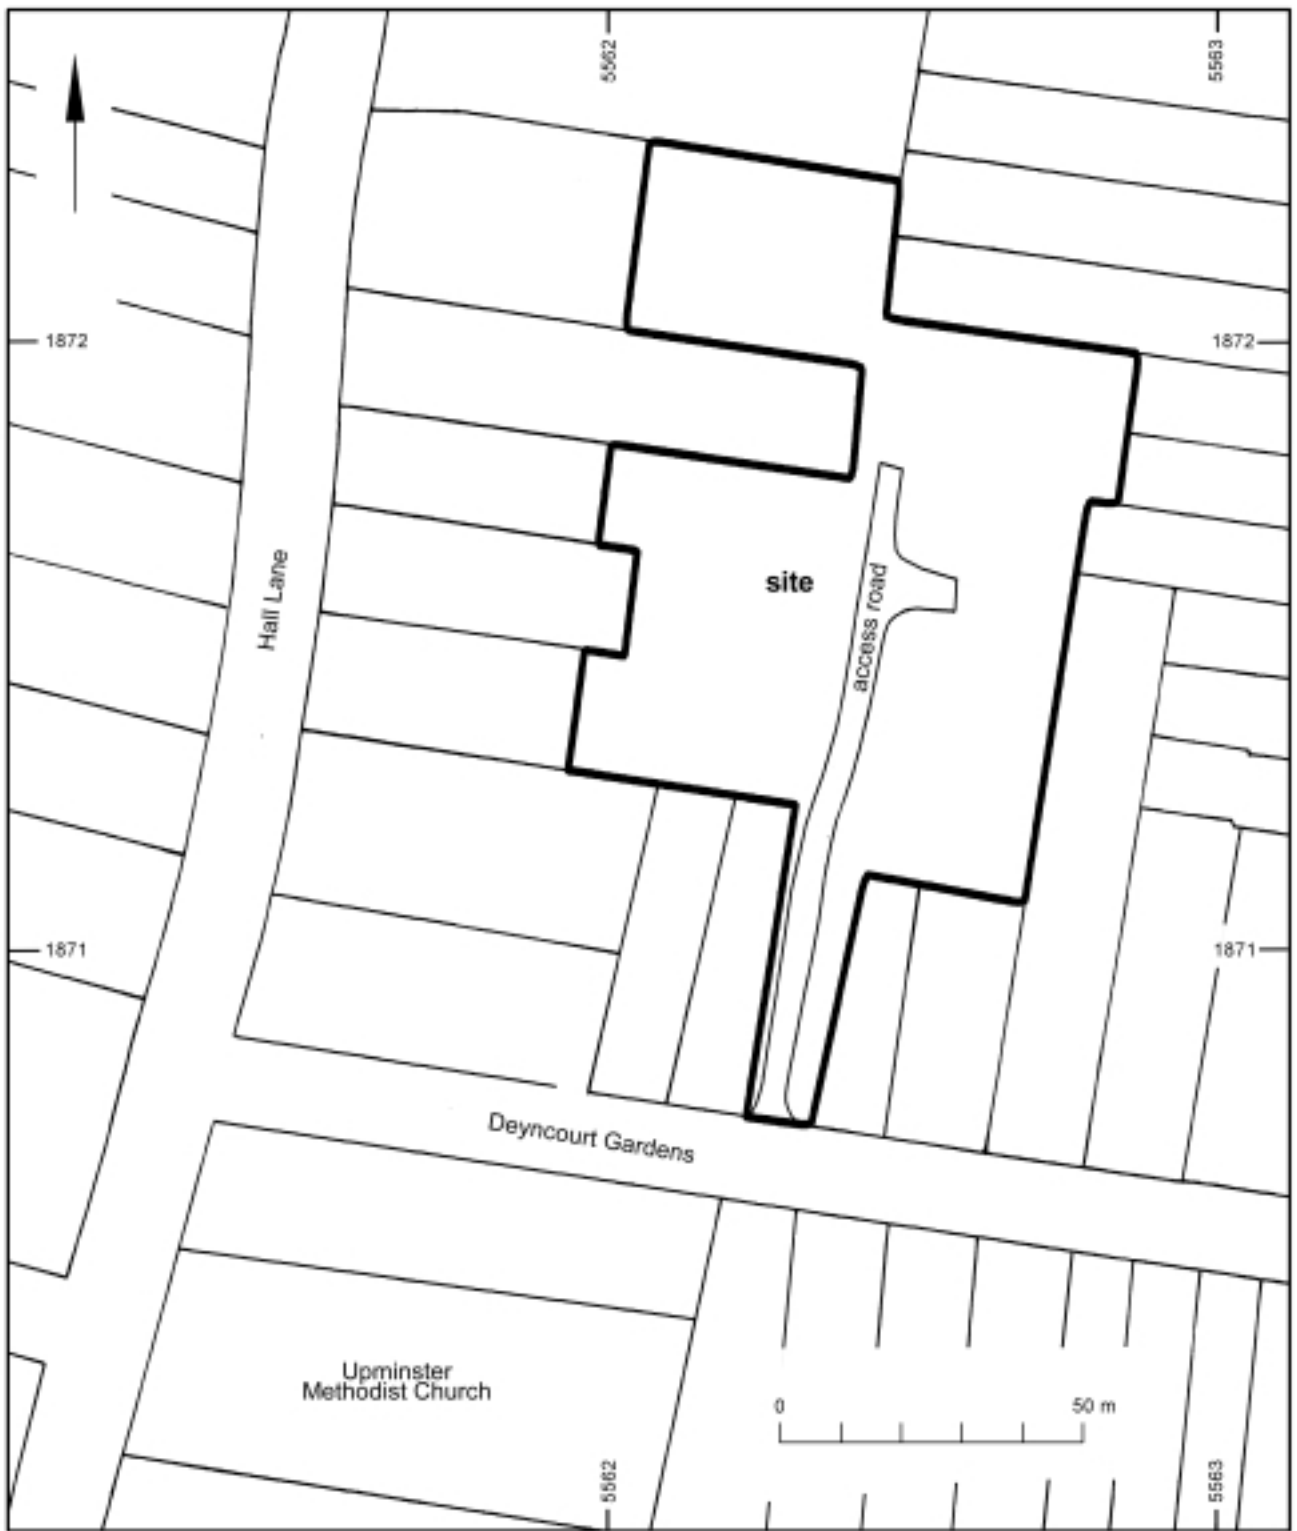 5562
5563
1872
1872
site
Hall Lane
access road
1871
1871
Deyncourt Gardens
Upminster
Methodist Church
0 50 m
5562
5563